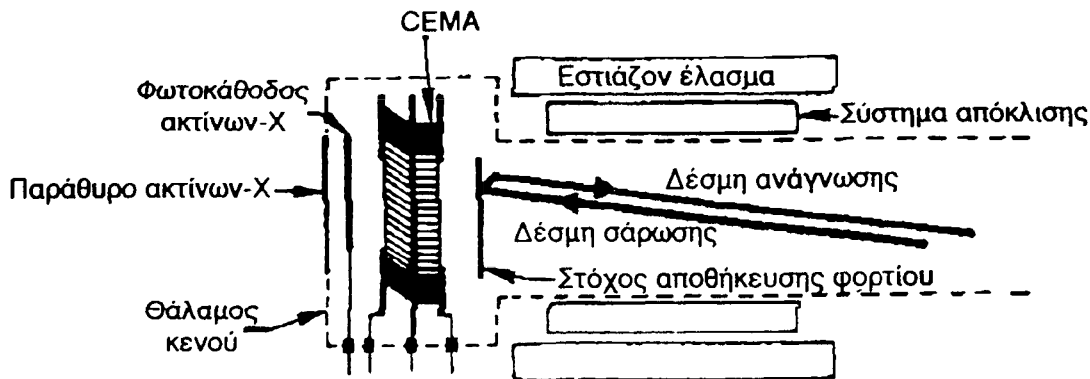 CEMA
Εστιάζον έλασμα
Φωτοκάθοδος
ακτίνων-Χ
Σύστημα απόκλισης
Παράθυρο ακτίνων-Χ
Δέσμη ανάγνωσης
Δέσμη σάρωσης
Στόχος αποθήκευσης φορτίου
Θάλαμος
κενού